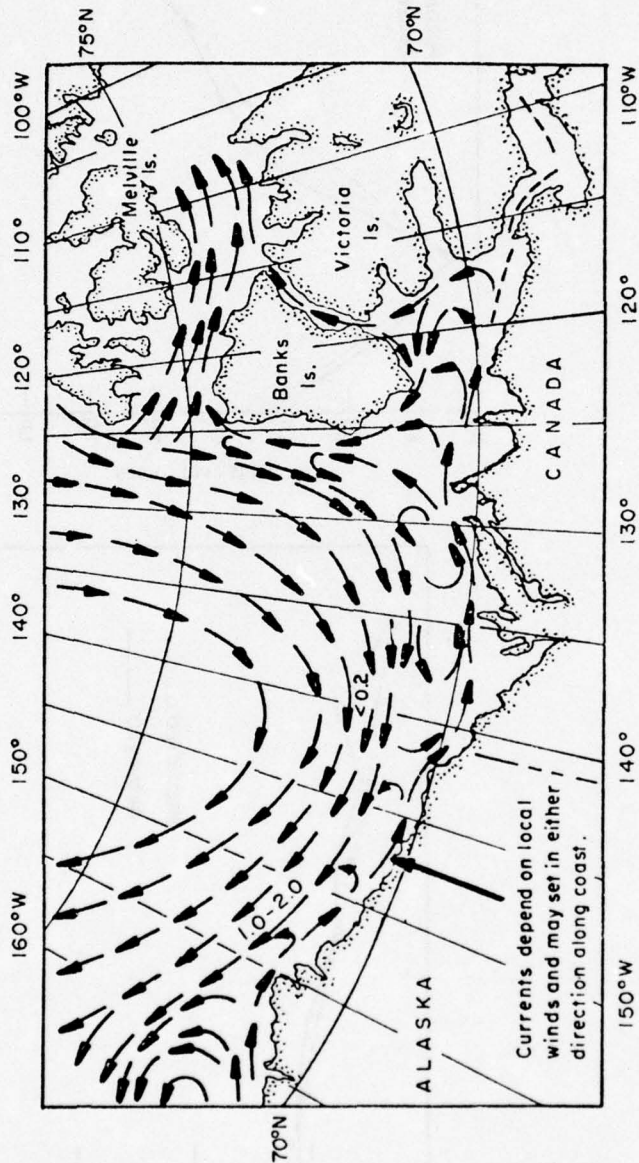 160°W
150°
140°
130°
120°
110°
100°W
75°N
70°N
Melville
Is.
Banks
Is.
Victoria
Is.
<0.2
1.0-2.0
70°N
ALASKA
CANADA
Currents depend on local
winds and may set in either
direction along coast.
150°W
140°
120°
110°W